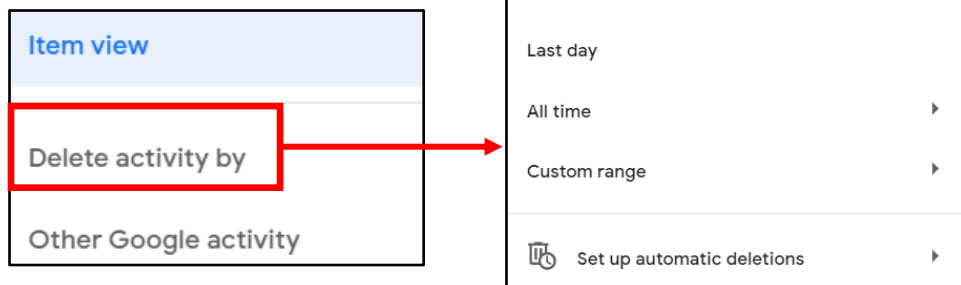 Item view
Delete activity by
Other Google activity
Last day
All time
Custom range
Set up automatic deletions